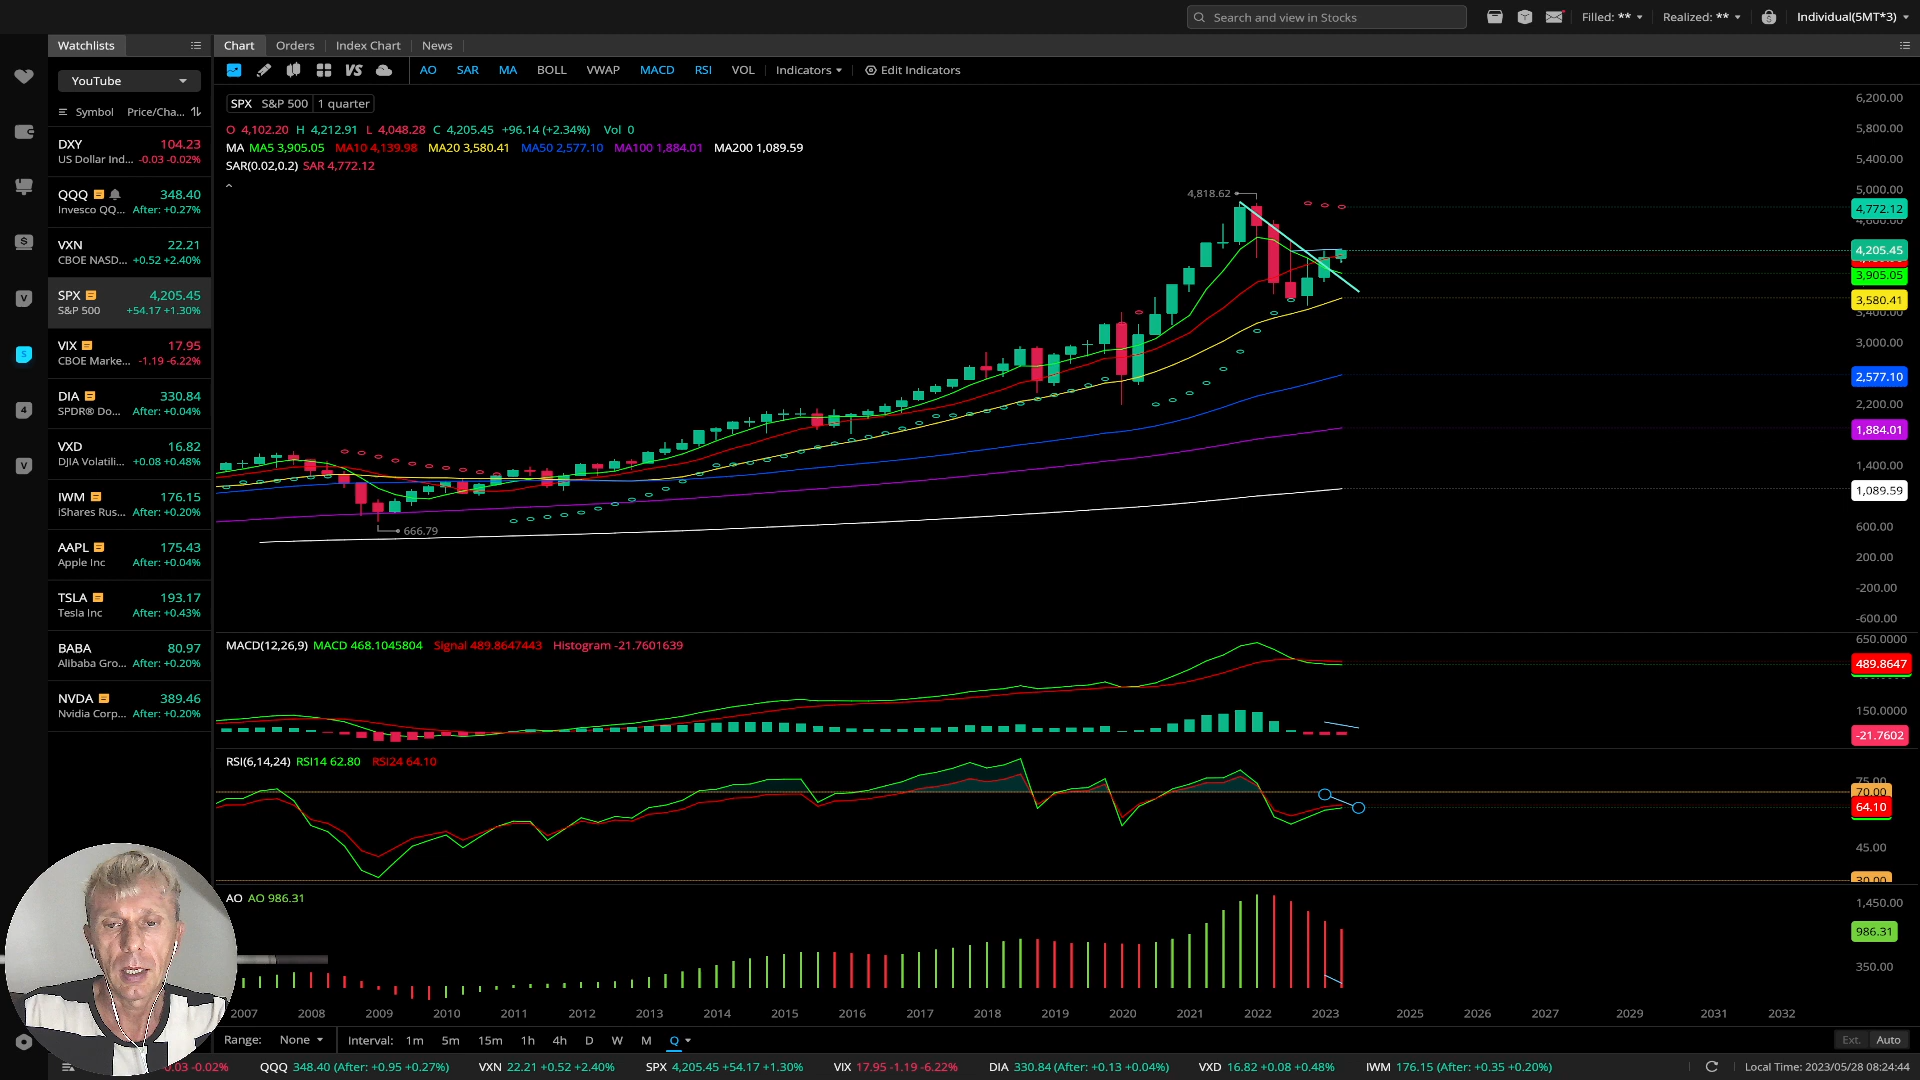 Search and view in Stocks
Filled: **
Realized: **
Individual(5MT*3)
Watchlists
Chart Orders Index Chart News
YouTube
AO SAR MA BOLL VWAP MACD RSI VOL Indicators Edit Indicators
VS
Symbol Price/Cha...
SPX S&P 500 1 quarter
O 4,102.20 H 4,212.91 L 4,048.28 C 4,205.45 +96.14 (+2.34%) Vol 0
MA MA5 3,905.05 MA10 4,139.98 MA20 3,580.41 MA50 2,577.10 MA100 1,884.01 MA200 1,089.59
SAR(0.02,0.2) SAR 4,772.12
DXY 104.23
US Dollar Ind... -0.03 -0.02%
QQQ 348.40
Invesco QQ... After: +0.27%
VXN 22.21
CBOE NASD... +0.52 +2.40%
SPX 4,205.45
S&P 500 +54.17 +1.30%
VIX 17.95
CBOE Marke... -1.19 -6.22%
DIA 330.84
SPDR® Do... After: +0.04%
VXD 16.82
DJIA Volatili... +0.08 +0.48%
IWM 176.15
iShares Rus... After: +0.20%
AAPL 175.43
Apple Inc After: +0.04%
TSLA 193.17
Tesla Inc After: +0.43%
BABA 80.97
Alibaba Gro... After: +0.20%
NVDA 389.46
Nvidia Corp... After: +0.20%
4,818.62
666.79
6,200.00
5,800.00
5,400.00
5,000.00
4,772.12
4,205.45
3,905.05
3,580.41
3,400.00
3,000.00
2,577.10
2,200.00
1,884.01
1,400.00
1,089.59
600.00
200.00
-200.00
-600.00
MACD(12,26,9) MACD 468.1045804 Signal 489.8647443 Histogram -21.7601639
650.0000
489.8647
150.0000
-21.7602
RSI(6,14,24) RSI14 62.80 RSI24 64.10
75.00
70.00
64.10
45.00
30.00
AO AO 986.31
1,450.00
986.31
350.00
2007 2008 2009 2010 2011 2012 2013 2014 2015 2016 2017 2018 2019 2020 2021 2022 2023 2025 2026 2027 2029 2031 2032
Range: None Interval: 1m 5m 15m 1h 4h D W M Q
Ext. Auto
0.03 -0.02% QQQ 348.40 (After: +0.95 +0.27%) VXN 22.21 +0.52 +2.40% SPX 4,205.45 +54.17 +1.30% VIX 17.95 -1.19 -6.22% DIA 330.84 (After: +0.13 +0.04%) VXD 16.82 +0.08 +0.48% IWM 176.15 (After: +0.35 +0.20%)
Local Time: 2023/05/28 08:24:44